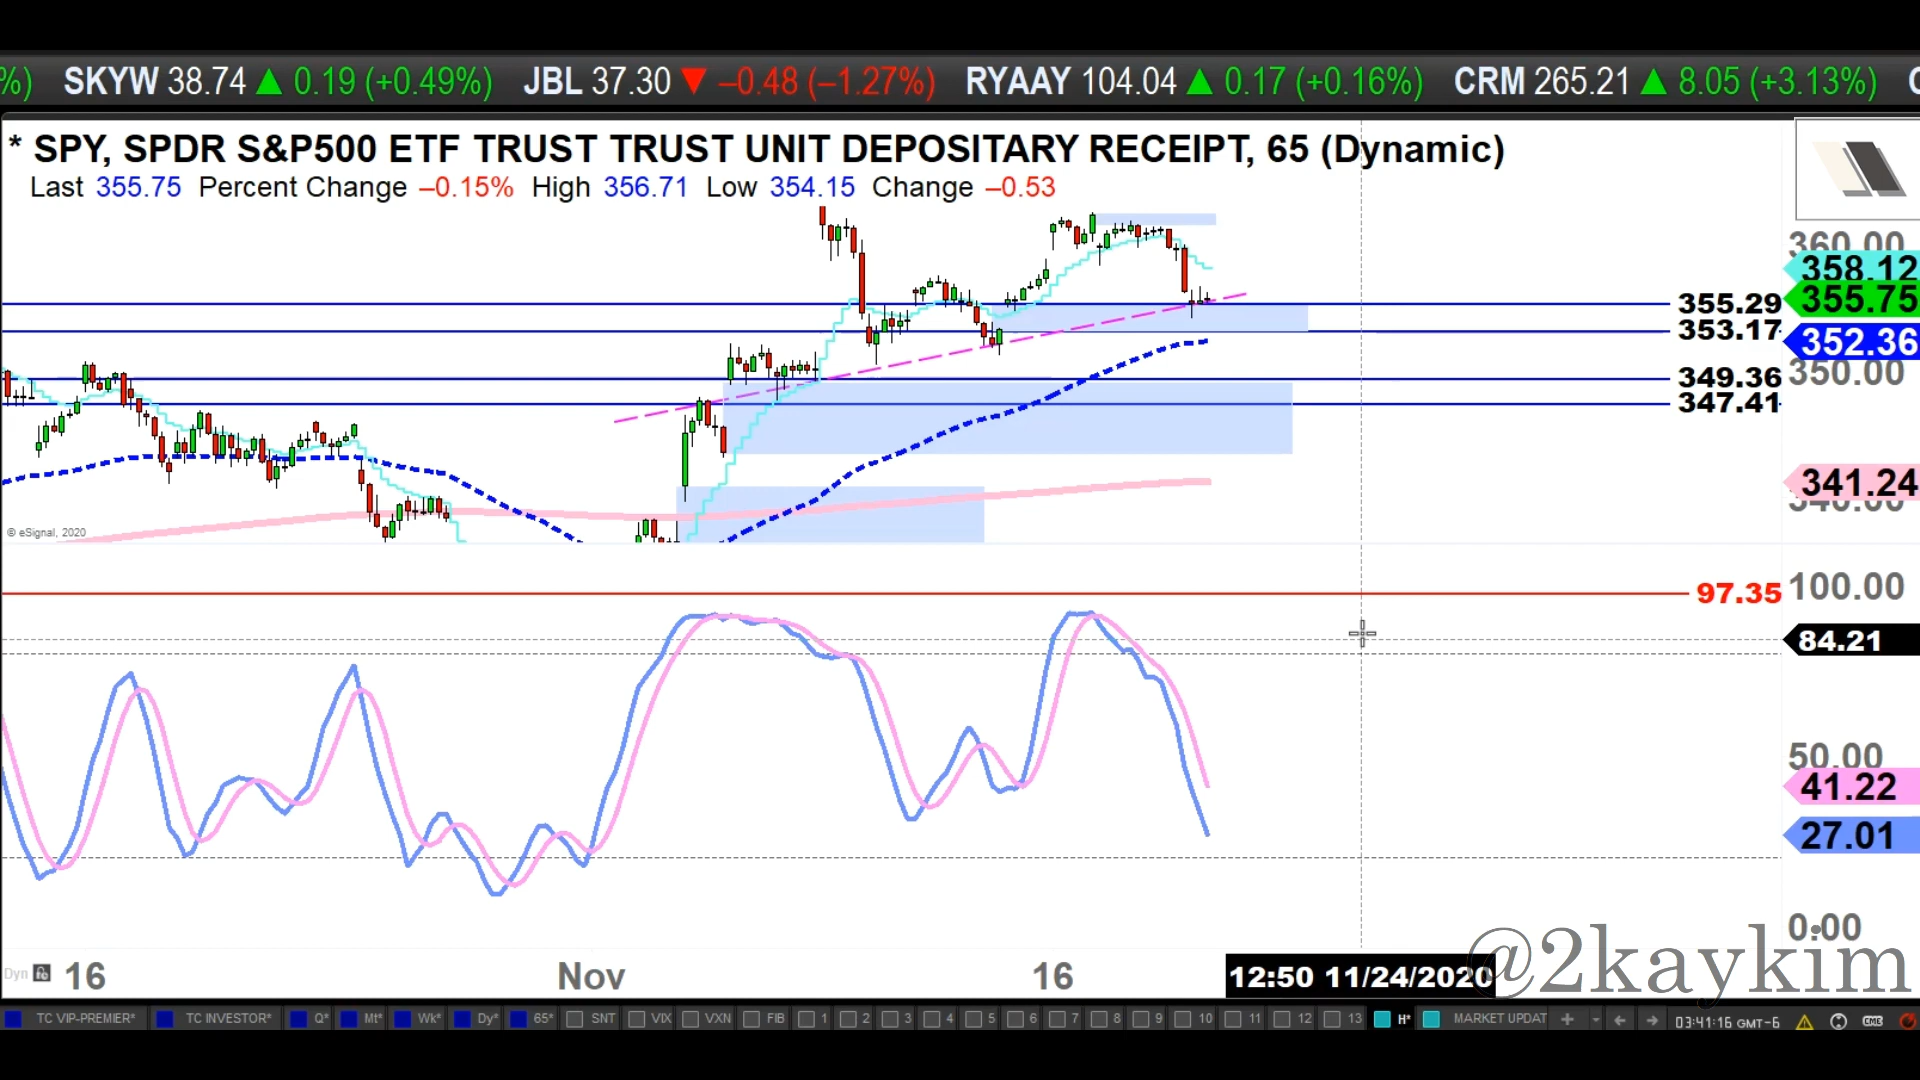 %) SKYW 38.74 ▲ 0.19 (+0.49%) JBL 37.30 ▼ –0.48 (–1.27%) RYAAY 104.04 ▲ 0.17 (+0.16%) CRM 265.21 ▲ 8.05 (+3.13%)
* SPY, SPDR S&P500 ETF TRUST TRUST UNIT DEPOSITARY RECEIPT, 65 (Dynamic)
Last 355.75 Percent Change –0.15% High 356.71 Low 354.15 Change –0.53
360.00
358.12
355.29 355.75
353.17 352.36
349.36 350.00
347.41
341.24
340.00
© eSignal, 2020
97.35 100.00
84.21
50.00
41.22
27.01
0.00
@2kaykim
Dyn 16 Nov 16 12:50 11/24/2020
TC VIP-PREMIER* TC INVESTOR* Q* Mt* Wk* Dy* 65* SNT VIX VXN FIB 1 2 3 4 5 6 7 8 9 10 11 12 13 H* MARKET UPDAT 03:41:16 GMT-6 CME